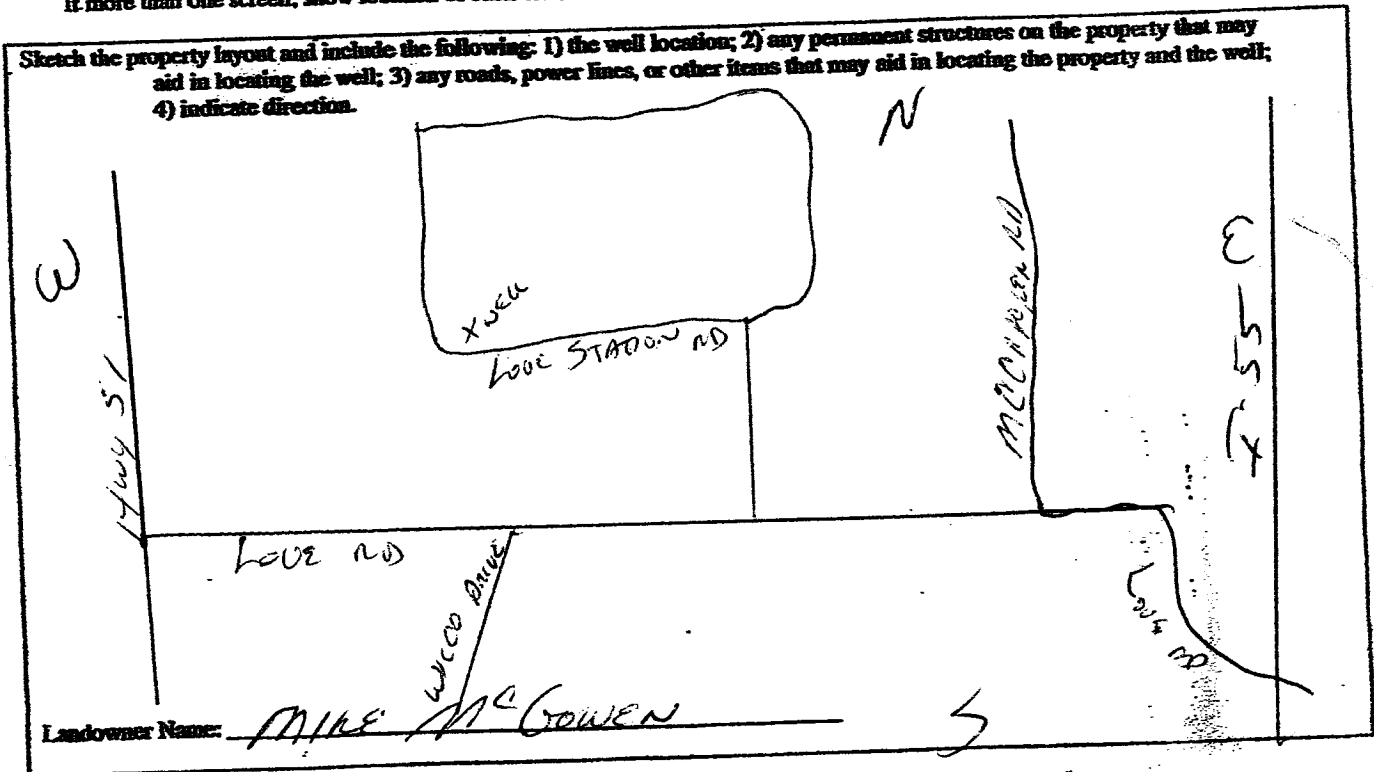 Sketch the property layout and include the following: 1) the well location; 2) any permanent structures on the property that may
aid in locating the well; 3) any roads, power lines, or other items that may aid in locating the property and the well;
4) indicate direction.
N
W
E
X WELL
LOVE STATION RD
HWY 51
I-55
LOVE RD
DRIVE
RD
S
Landowner Name: MIKE McGOWEN